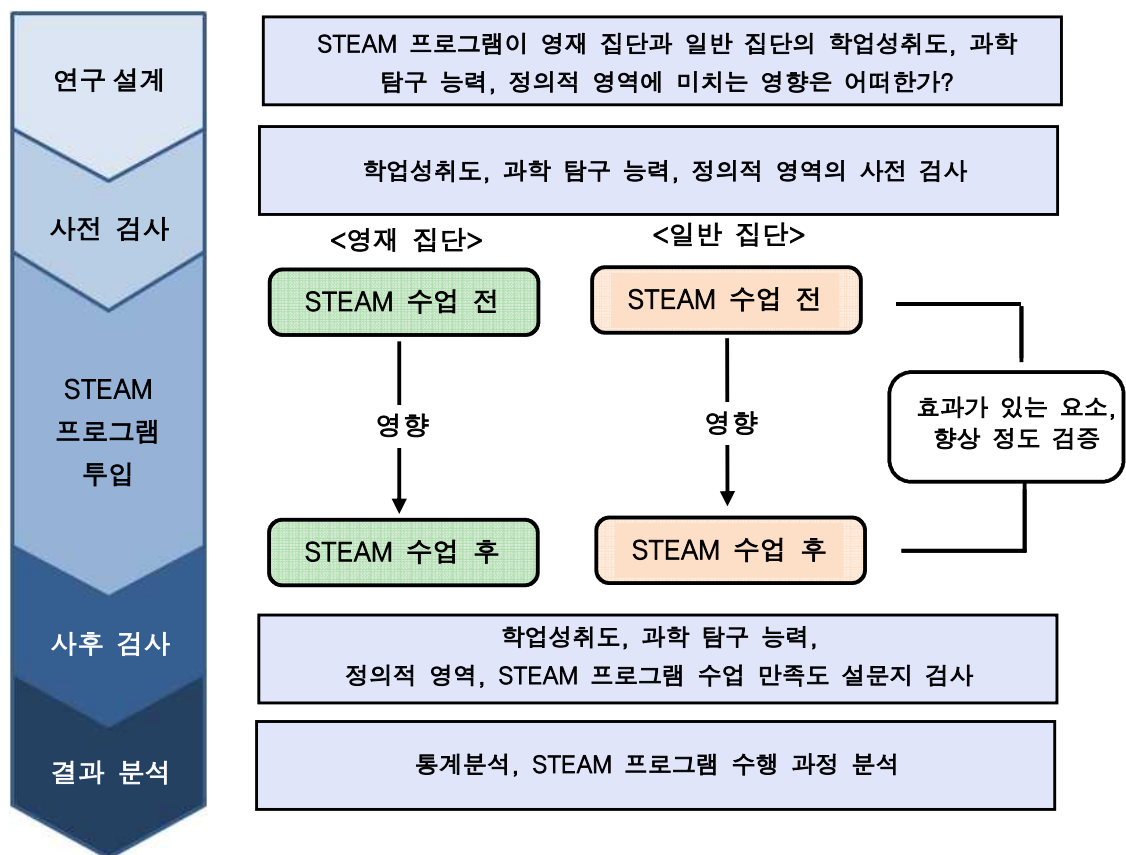 연구 설계
STEAM 프로그램이 영재 집단과 일반 집단의 학업성취도, 과학
탐구 능력, 정의적 영역에 미치는 영향은 어떠한가?
사전 검사
학업성취도, 과학 탐구 능력, 정의적 영역의 사전 검사
<영재 집단>
<일반 집단>
STEAM
프로그램
투입
STEAM 수업 전
STEAM 수업 전
영향
영향
효과가 있는 요소,
향상 정도 검증
STEAM 수업 후
STEAM 수업 후
사후 검사
학업성취도, 과학 탐구 능력,
정의적 영역, STEAM 프로그램 수업 만족도 설문지 검사
결과 분석
통계분석, STEAM 프로그램 수행 과정 분석